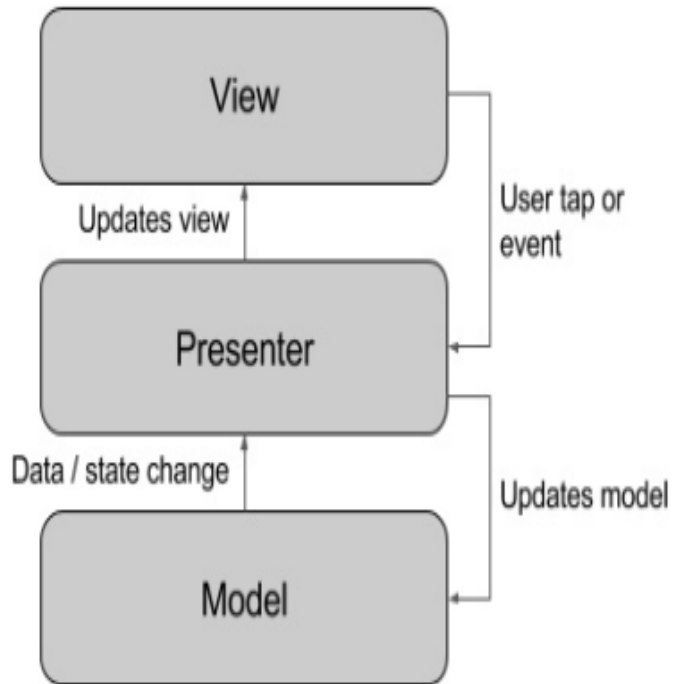 View
Updates view
User tap or
event
Presenter
Data / state change
Updates model
Model